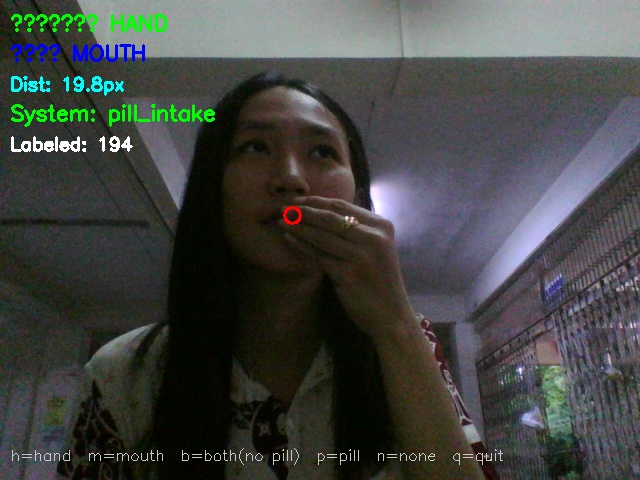 ??????? HAND
???? MOUTH
Dist: 19.8px
System: pill_intake
Labeled: 194
h=hand m=mouth b=both(no pill) p=pill n=none q=quit